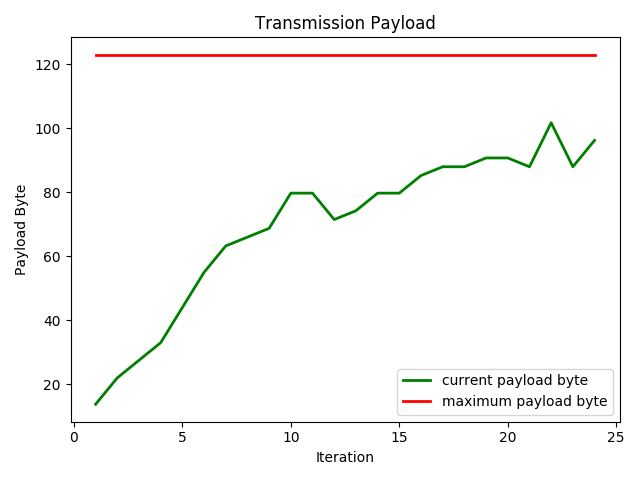 Transmission Payload
Payload Byte
120
100
80
60
40
20
0
5
10
15
20
25
Iteration
current payload byte
maximum payload byte